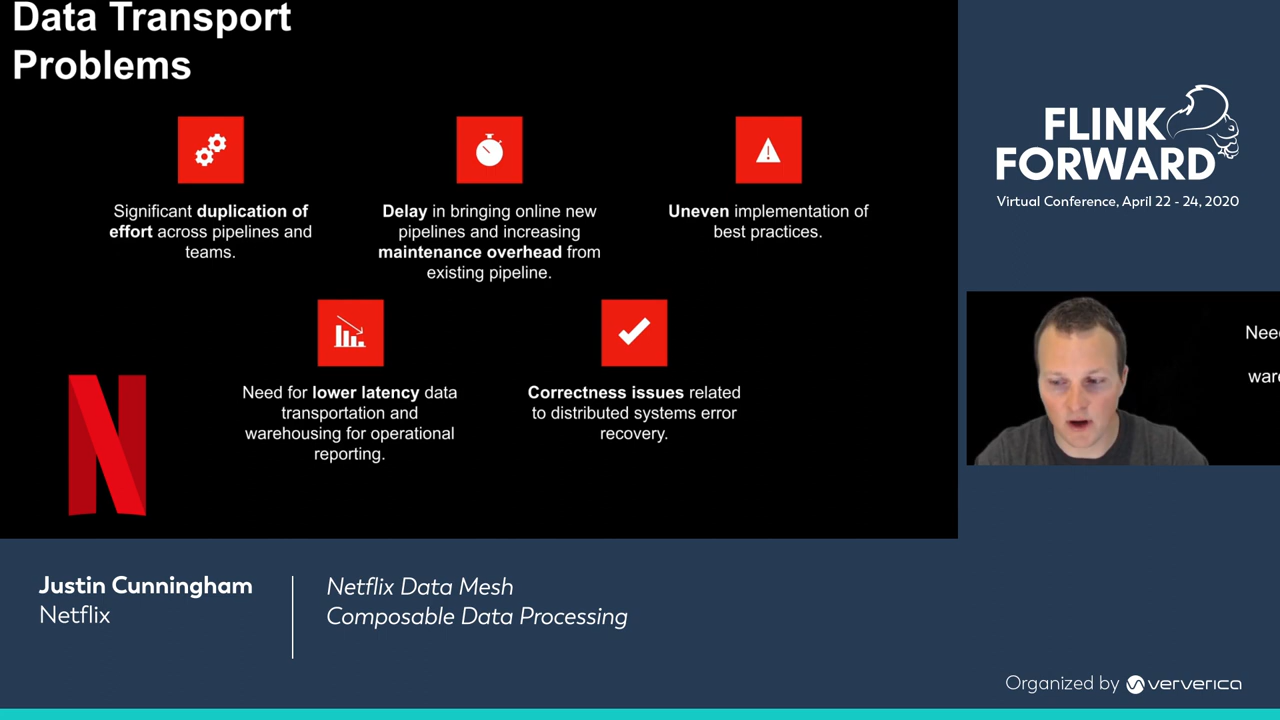 Data Transport
Problems
Significant duplication of
effort across pipelines and
teams.
Delay in bringing online new
pipelines and increasing
maintenance overhead from
existing pipeline.
Uneven implementation of
best practices.
Need for lower latency data
transportation and
warehousing for operational
reporting.
Correctness issues related
to distributed systems error
recovery.
FLINK
FORWARD
Virtual Conference, April 22 - 24, 2020
Justin Cunningham
Netflix
Netflix Data Mesh
Composable Data Processing
Organized by ververica